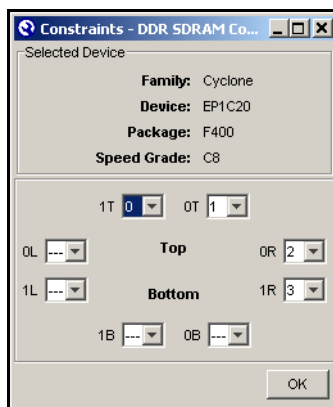 Constraints - DDR SDRAM Co...
Selected Device
Family: Cyclone
Device: EP1C20
Package: F400
Speed Grade: C8
1T 0 0T 1
0L --- Top 0R 2
1L --- Bottom 1R 3
1B --- 0B ---
OK